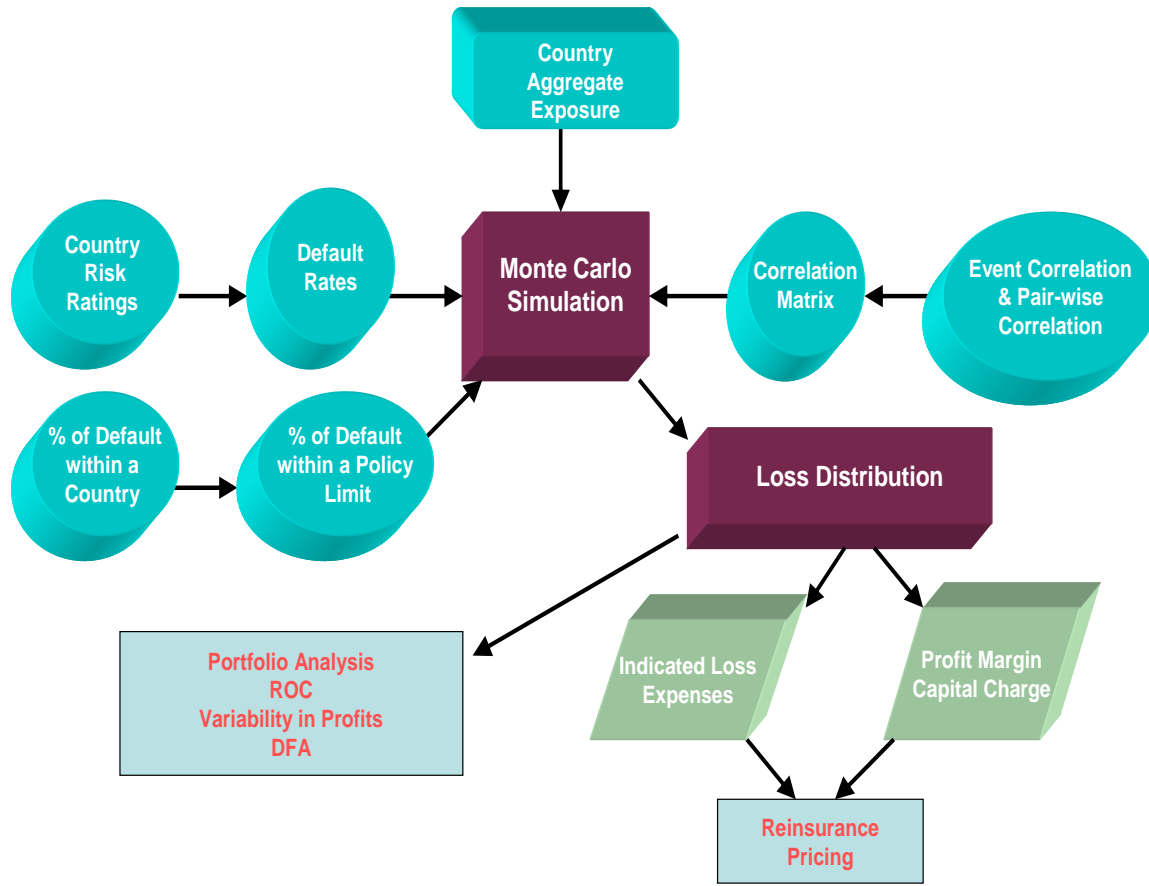 Country
Aggregate
Exposure
Country
Risk
Ratings
Default
Rates
Monte Carlo
Simulation
Correlation
Matrix
Event Correlation
& Pair-wise
Correlation
% of Default
within a
Country
% of Default
within a Policy
Limit
Loss Distribution
Portfolio Analysis
ROC
Variability in Profits
DFA
Indicated Loss
Expenses
Profit Margin
Capital Charge
Reinsurance
Pricing